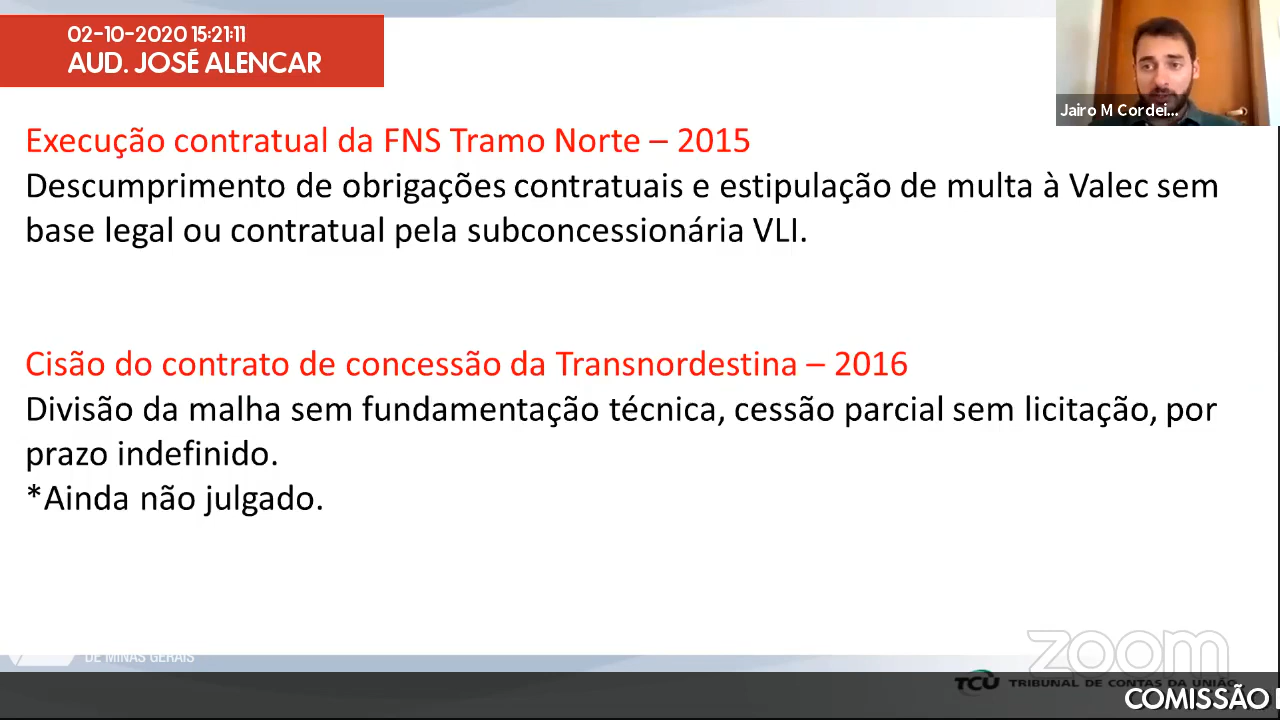 02-10-2020 15:21:11
AUD. JOSÉ ALENCAR
Jairo M Cordei...
Execução contratual da FNS Tramo Norte – 2015
Descumprimento de obrigações contratuais e estipulação de multa à Valec sem
base legal ou contratual pela subconcessionária VLI.
Cisão do contrato de concessão da Transnordestina – 2016
Divisão da malha sem fundamentação técnica, cessão parcial sem licitação, por
prazo indefinido.
*Ainda não julgado.
zoom
DE MINAS GERAIS
TCU TRIBUNAL DE CONTAS DA UNIÃO
COMISSÃO